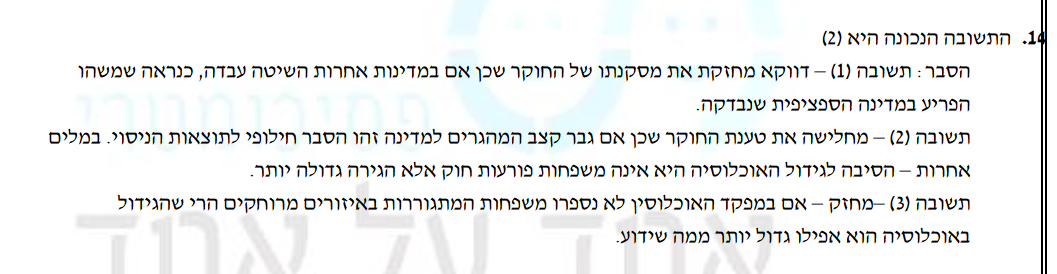 14. התשובה הנכונה היא (2)
הסבר: תשובה (1) – דווקא מחזקת את מסקנתו של החוקר שכן אם במדינות אחרות השיטה עבדה, כנראה שמשהו
הפריע במדינה הספציפית שנבדקה.
תשובה (2) – מחלישה את טענת החוקר שכן אם גבר קצב המהגרים למדינה זהו הסבר חילופי לתוצאות הניסוי. במלים
אחרות – הסיבה לגידול האוכלוסיה היא אינה משפחות פורעות חוק אלא הגירה גדולה יותר.
תשובה (3) –מחזק – אם במפקד האוכלוסין לא נספרו משפחות המתגוררות באיזורים מרוחקים הרי שהגידול
באוכלוסיה הוא אפילו גדול יותר ממה שידוע.
פסיכומטרי
אחד על אחד